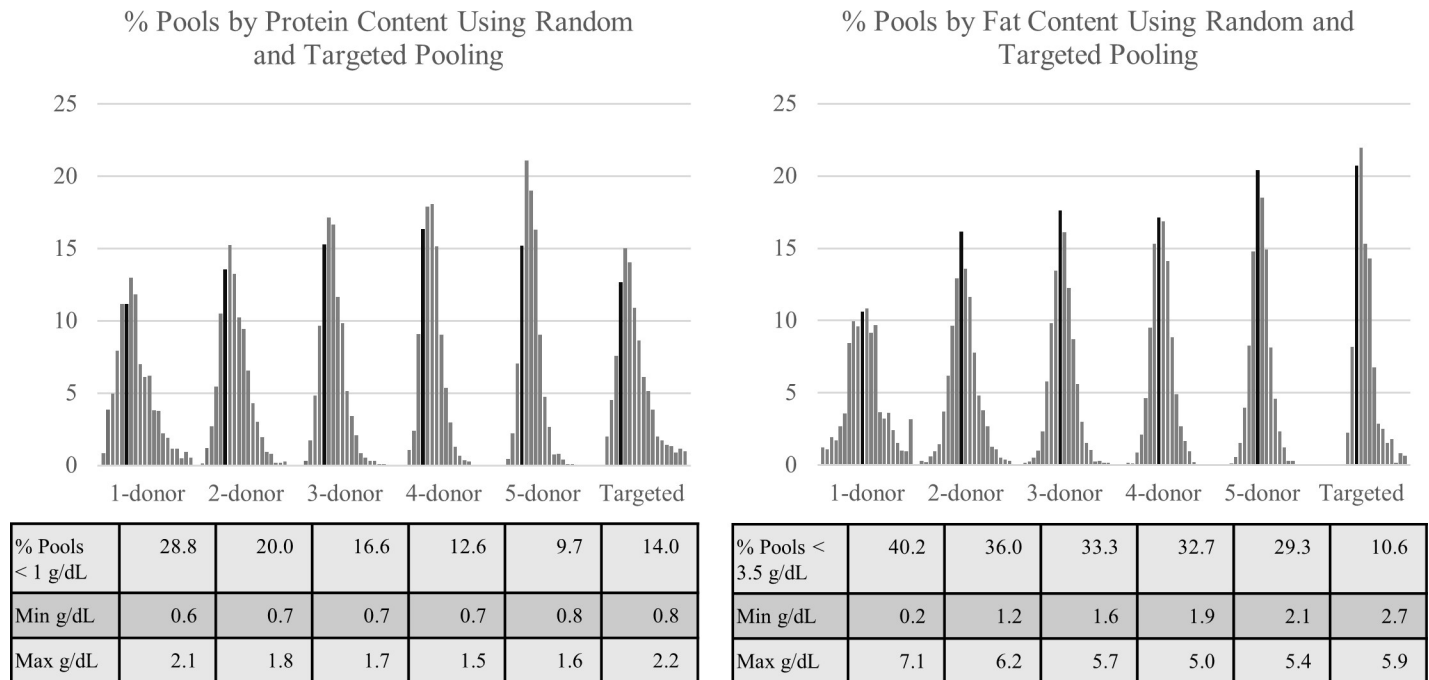 % Pools by Protein Content Using Random
and Targeted Pooling
25
20
15
10
5
0
1-donor 2-donor 3-donor 4-donor 5-donor Targeted
% Pools
< 1 g/dL 28.8 20.0 16.6 12.6 9.7 14.0
Min g/dL 0.6 0.7 0.7 0.7 0.8 0.8
Max g/dL 2.1 1.8 1.7 1.5 1.6 2.2
% Pools by Fat Content Using Random and
Targeted Pooling
25
20
15
10
5
0
1-donor 2-donor 3-donor 4-donor 5-donor Targeted
% Pools <
3.5 g/dL 40.2 36.0 33.3 32.7 29.3 10.6
Min g/dL 0.2 1.2 1.6 1.9 2.1 2.7
Max g/dL 7.1 6.2 5.7 5.0 5.4 5.9